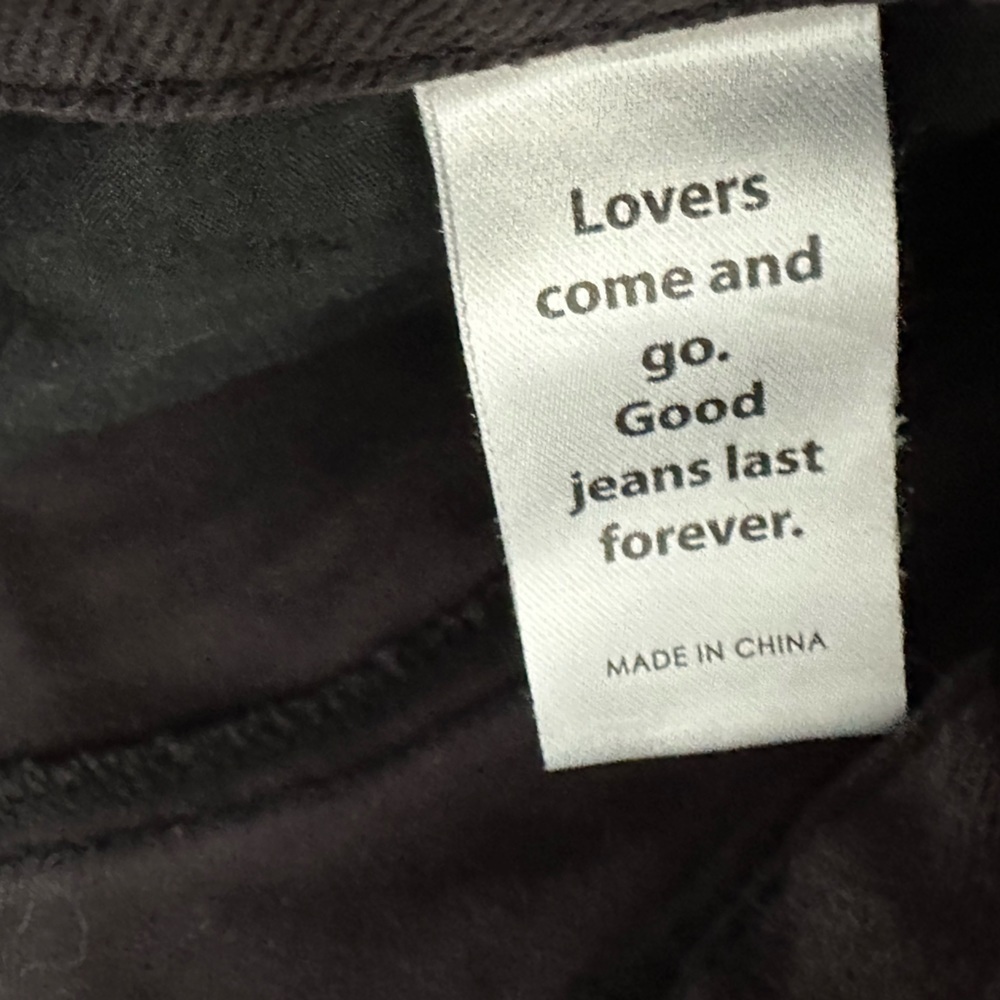 Lovers
come and
go.
Good
jeans last
forever.
MADE IN CHINA